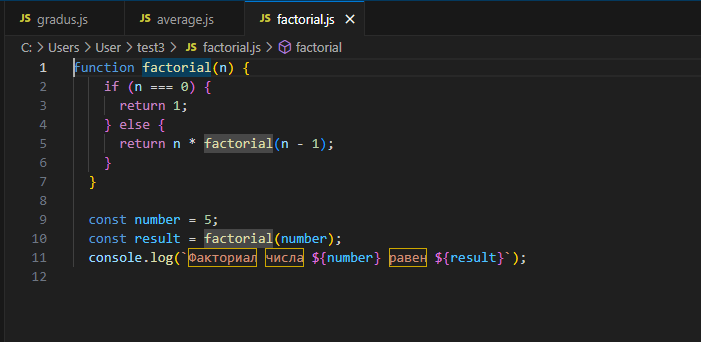 JS gradus.js JS average.js JS factorial.js ×
C: > Users > User > test3 > JS factorial.js > factorial
1 function factorial(n) {
2 if (n === 0) {
3 return 1;
4 } else {
5 return n * factorial(n - 1);
6 }
7 }
8
9 const number = 5;
10 const result = factorial(number);
11 console.log(`Факториал числа ${number} равен ${result}`);
12